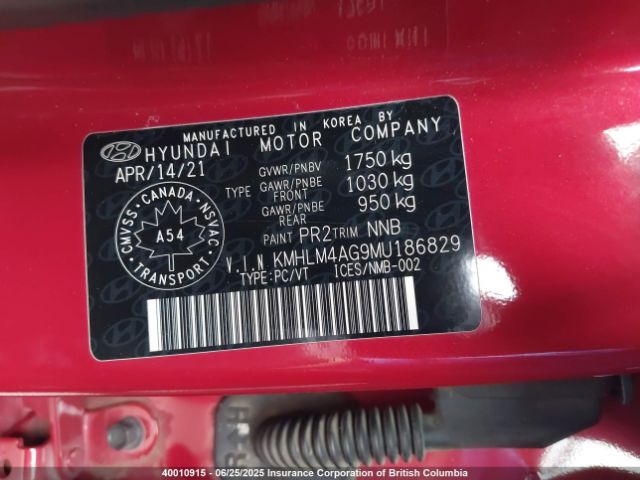 MANUFACTURED IN KOREA BY
HYUNDAI MOTOR COMPANY
APR/14/21
GVWR/PNBV 1750 kg
TYPE GAWR/PNBE FRONT 1030 kg
GAWR/PNBE REAR 950 kg
PAINT PR2 TRIM NNB
CMVSS · CANADA · NSVAC
A54
TRANSPORT
V.I.N KMHLM4AG9MU186829
TYPE:PC/VT ICES/NMB-002
40010915 - 06/25/2025 Insurance Corporation of British Columbia